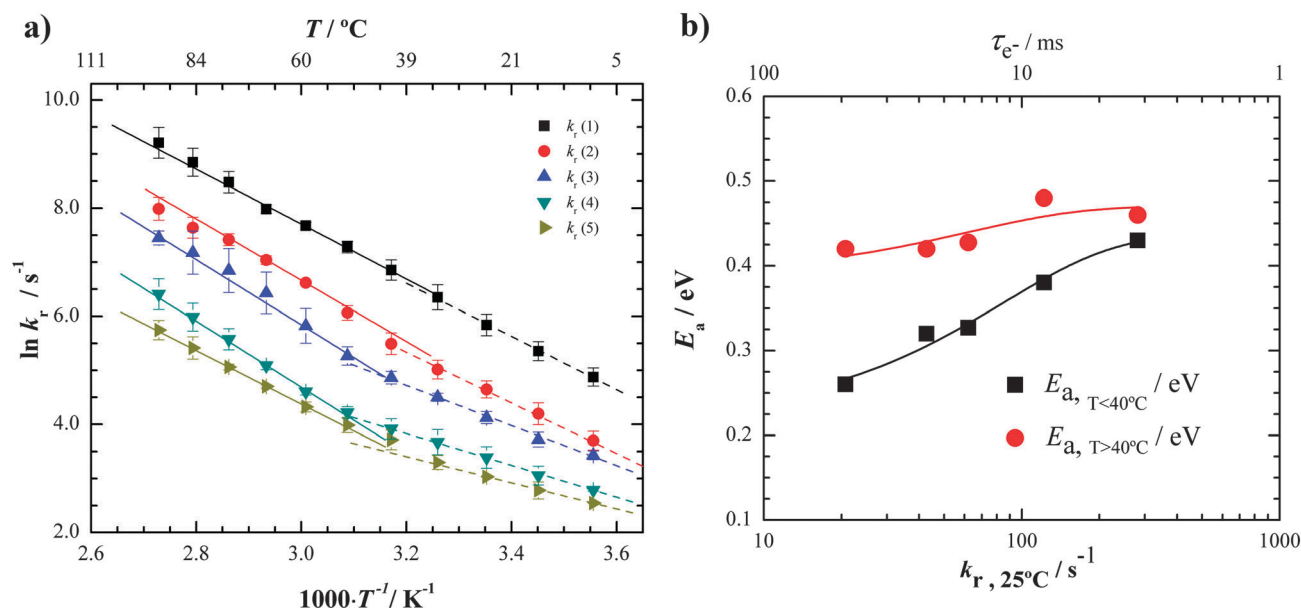 a)
T / ºC
111 84 60 39 21 5
10.0
8.0
6.0
4.0
2.0
ln kr / s-1
kr (1)
kr (2)
kr (3)
kr (4)
kr (5)
2.6 2.8 3.0 3.2 3.4 3.6
1000·T-1/ K-1
b)
τe- / ms
100 10 1
0.6
0.5
0.4
0.3
0.2
0.1
Ea / eV
Ea, T<40ºC / eV
Ea, T>40ºC / eV
10 100 1000
kr , 25ºC / s-1